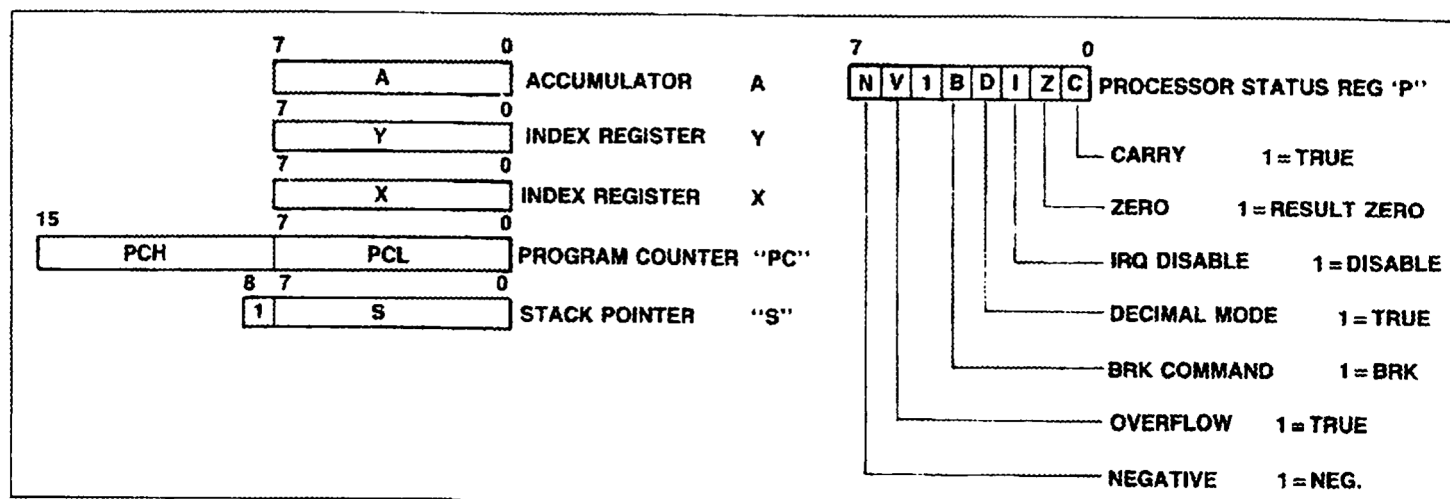 7 0
A ACCUMULATOR A
7 0
Y INDEX REGISTER Y
7 0
X INDEX REGISTER X
15 7 0
PCH PCL PROGRAM COUNTER "PC"
8 7 0
1 S STACK POINTER "S"
7 0
N V 1 B D I Z C PROCESSOR STATUS REG 'P"
CARRY 1=TRUE
ZERO 1=RESULT ZERO
IRQ DISABLE 1=DISABLE
DECIMAL MODE 1=TRUE
BRK COMMAND 1=BRK
OVERFLOW 1=TRUE
NEGATIVE 1=NEG.